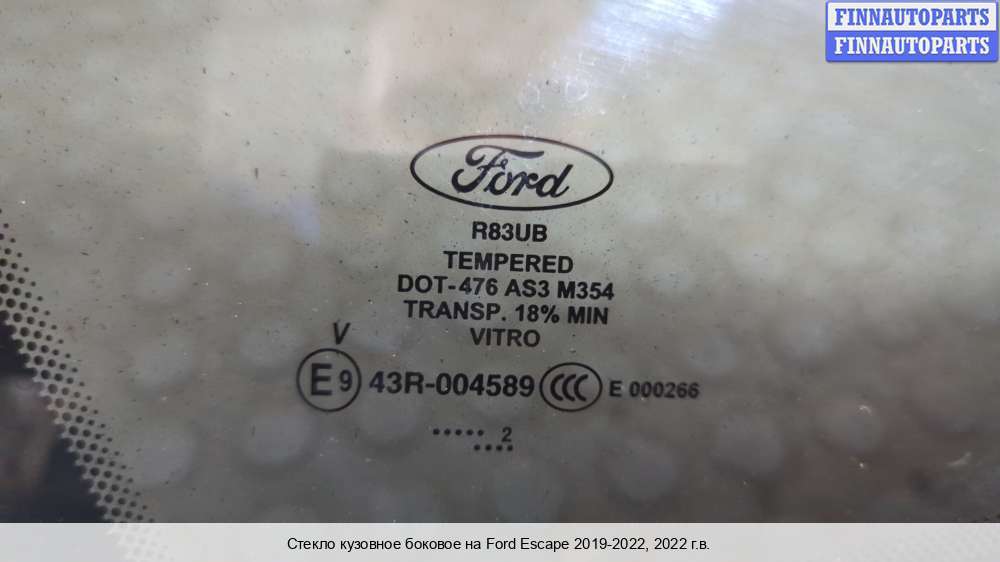 FINNAUTOPARTS
FINNAUTOPARTS
Ford
R83UB
TEMPERED
DOT-476 AS3 M354
TRANSP. 18% MIN
VITRO
V
E9 43R-004589 CCC E 000266
2
Стекло кузовное боковое на Ford Escape 2019-2022, 2022 г.в.